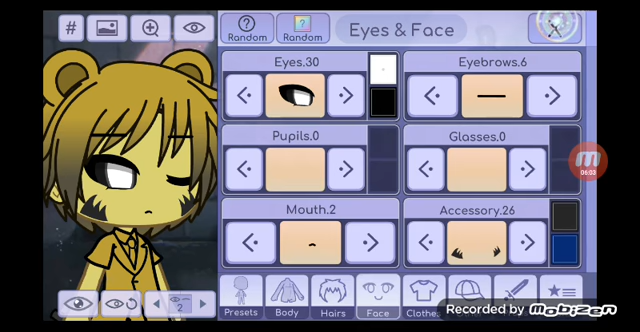 #
Random
Random
Eyes & Face
X
Eyes.30
Eyebrows.6
Pupils.0
Glasses.0
06:03
Mouth.2
Accessory.26
Presets
Body
Hairs
Face
Clothes
Recorded by Mobizen